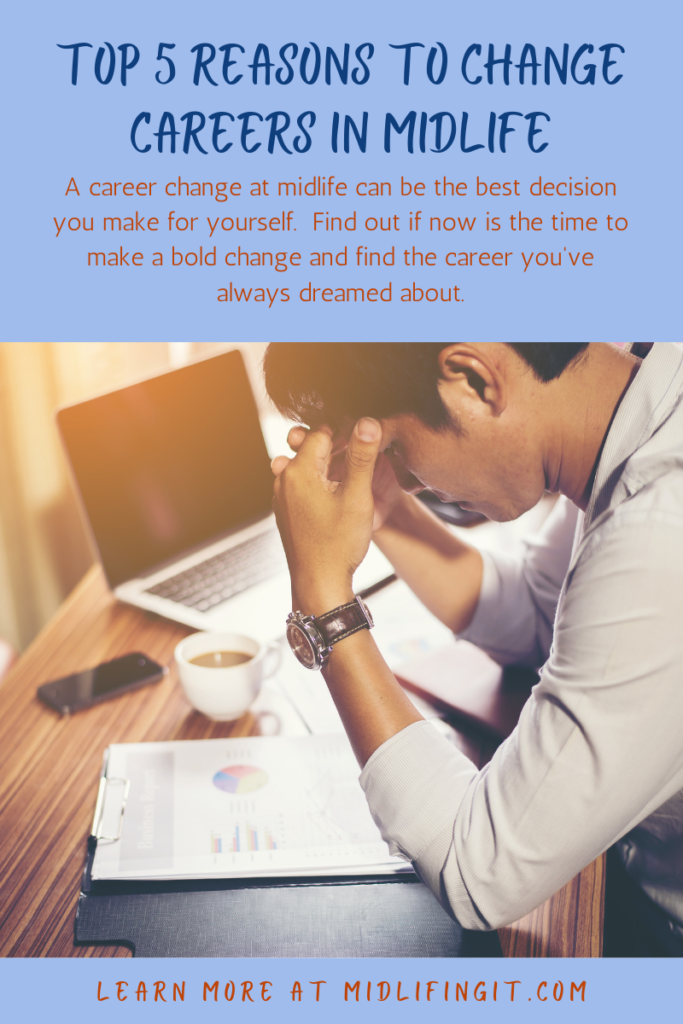 TOP 5 REASONS TO CHANGE
CAREERS IN MIDLIFE
A career change at midlife can be the best decision
you make for yourself.  Find out if now is the time to
make a bold change and find the career you've
always dreamed about.
Business Report
LEARN MORE AT MIDLIFINGIT.COM